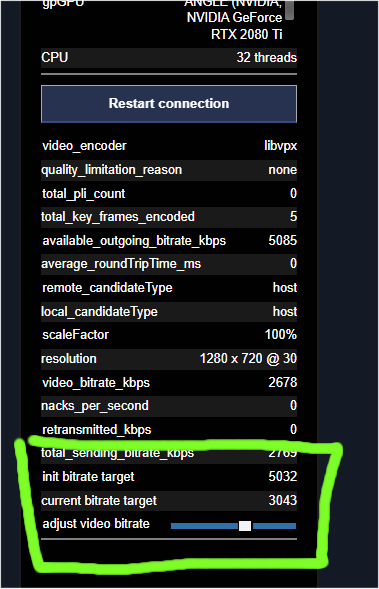 gpGPU ANGLE (NVIDIA,
NVIDIA GeForce
RTX 2080 Ti
CPU 32 threads
Restart connection
video_encoder libvpx
quality_limitation_reason none
total_pli_count 0
total_key_frames_encoded 5
available_outgoing_bitrate_kbps 5085
average_roundTripTime_ms 0
remote_candidateType host
local_candidateType host
scaleFactor 100%
resolution 1280 x 720 @ 30
video_bitrate_kbps 2678
nacks_per_second 0
retransmitted_kbps 0
total_sending_bitrate_kbps 2769
init bitrate target 5032
current bitrate target 3043
adjust video bitrate